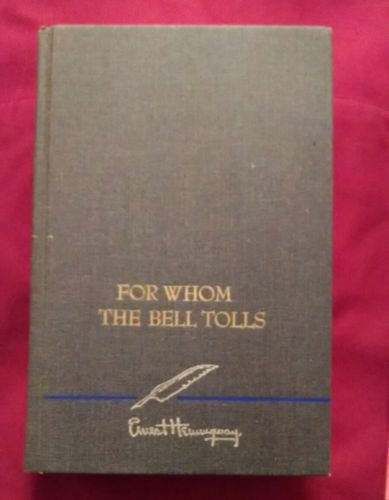 FOR WHOM
THE BELL TOLLS
Ernest Hemingway